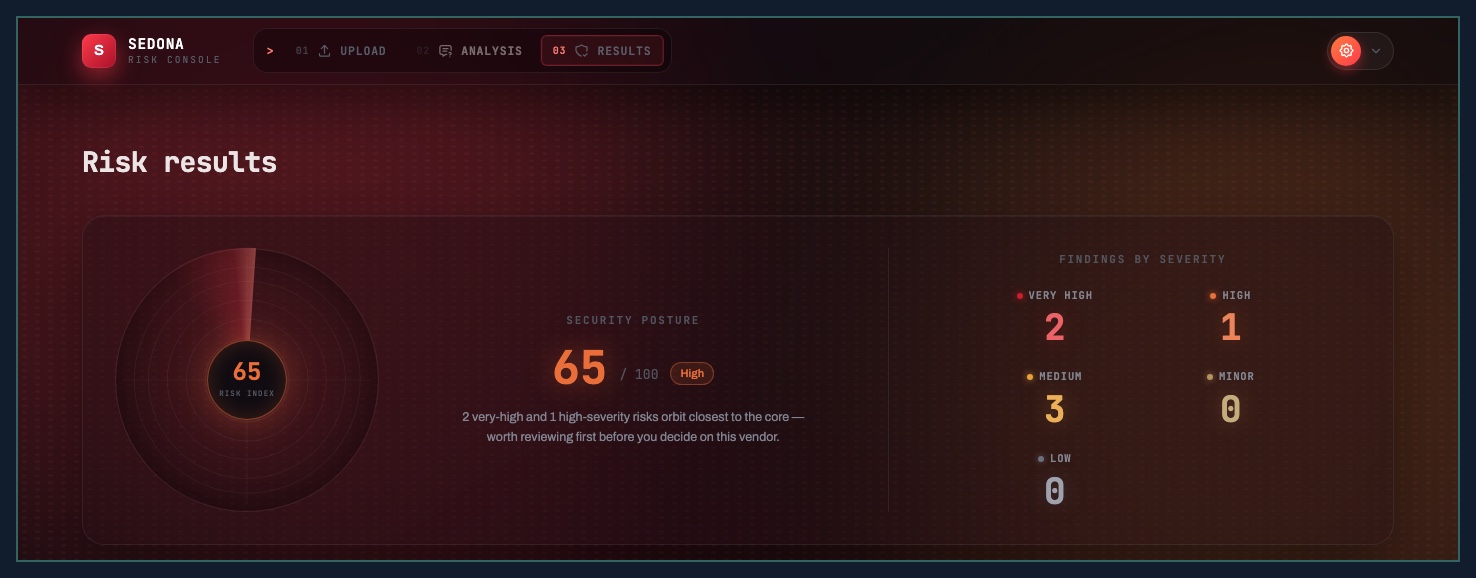 S
SEDONA
RISK CONSOLE
> 01 UPLOAD 02 ANALYSIS 03 RESULTS
Risk results
65
RISK INDEX
SECURITY POSTURE
65 / 100 High
2 very-high and 1 high-severity risks orbit closest to the core —
worth reviewing first before you decide on this vendor.
FINDINGS BY SEVERITY
VERY HIGH
2
HIGH
1
MEDIUM
3
MINOR
0
LOW
0